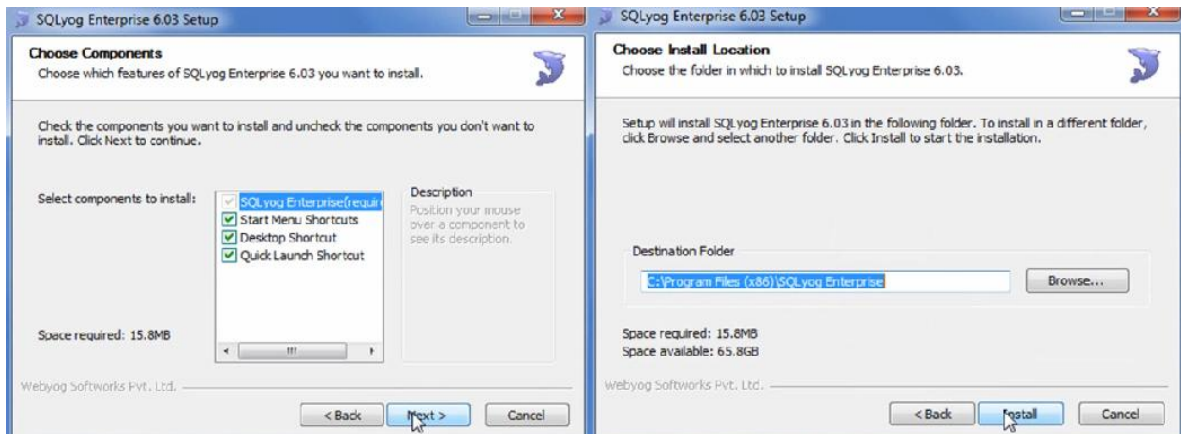 SQLyog Enterprise 6.03 Setup
Choose Components
Choose which features of SQLyog Enterprise 6.03 you want to install.
Check the components you want to install and uncheck the components you don't want to
install. Click Next to continue.
Select components to install:
SQLyog Enterprise(requir
Start Menu Shortcuts
Desktop Shortcut
Quick Launch Shortcut
Description
Position your mouse
over a component to
see its description.
Space required: 15.8MB
Webyog Softworks Pvt. Ltd.
< Back
Next >
Cancel
SQLyog Enterprise 6.03 Setup
Choose Install Location
Choose the folder in which to install SQLyog Enterprise 6.03.
Setup will install SQLyog Enterprise 6.03 in the following folder. To install in a different folder,
click Browse and select another folder. Click Install to start the installation.
Destination Folder
C:\Program Files (x86)\SQLyog Enterprise
Browse...
Space required: 15.8MB
Space available: 65.8GB
Webyog Softworks Pvt. Ltd.
< Back
Install
Cancel